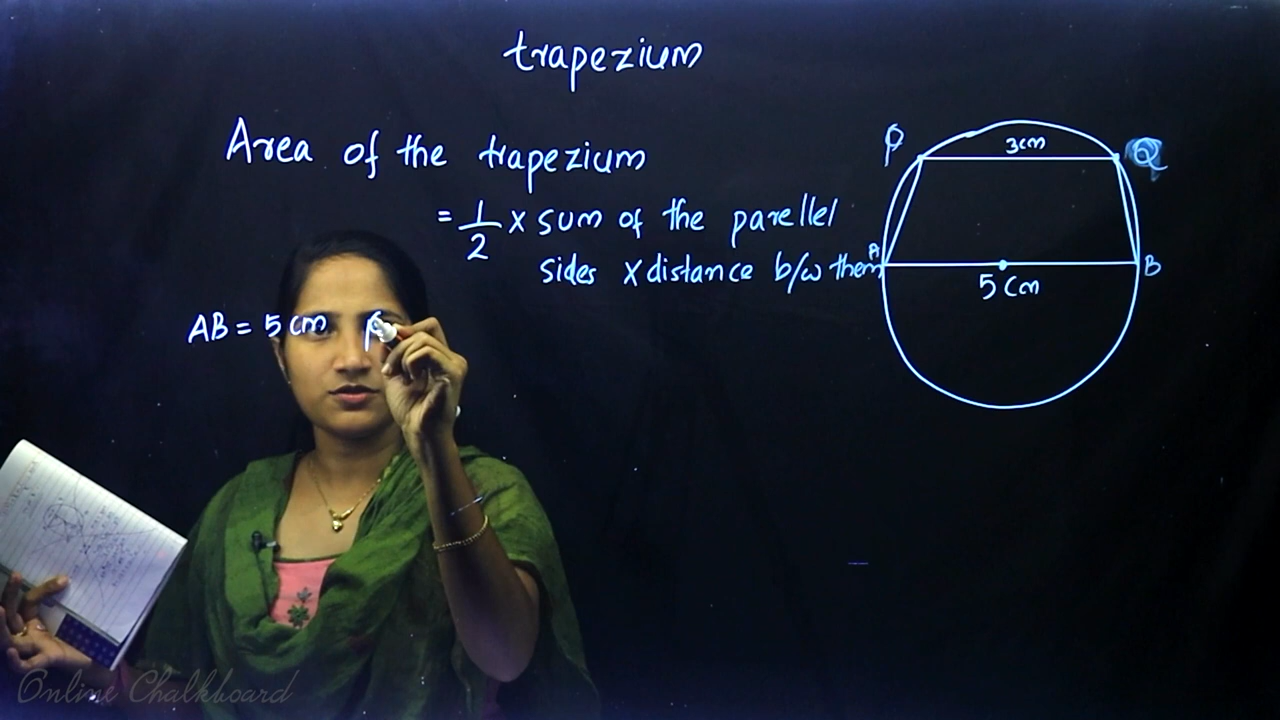 trapezium
Area of the trapezium
= 1/2 x sum of the parellel
sides x distance b/w them
AB = 5 cm P
P
3cm
Q
A
B
5 cm
Online Chalkboard